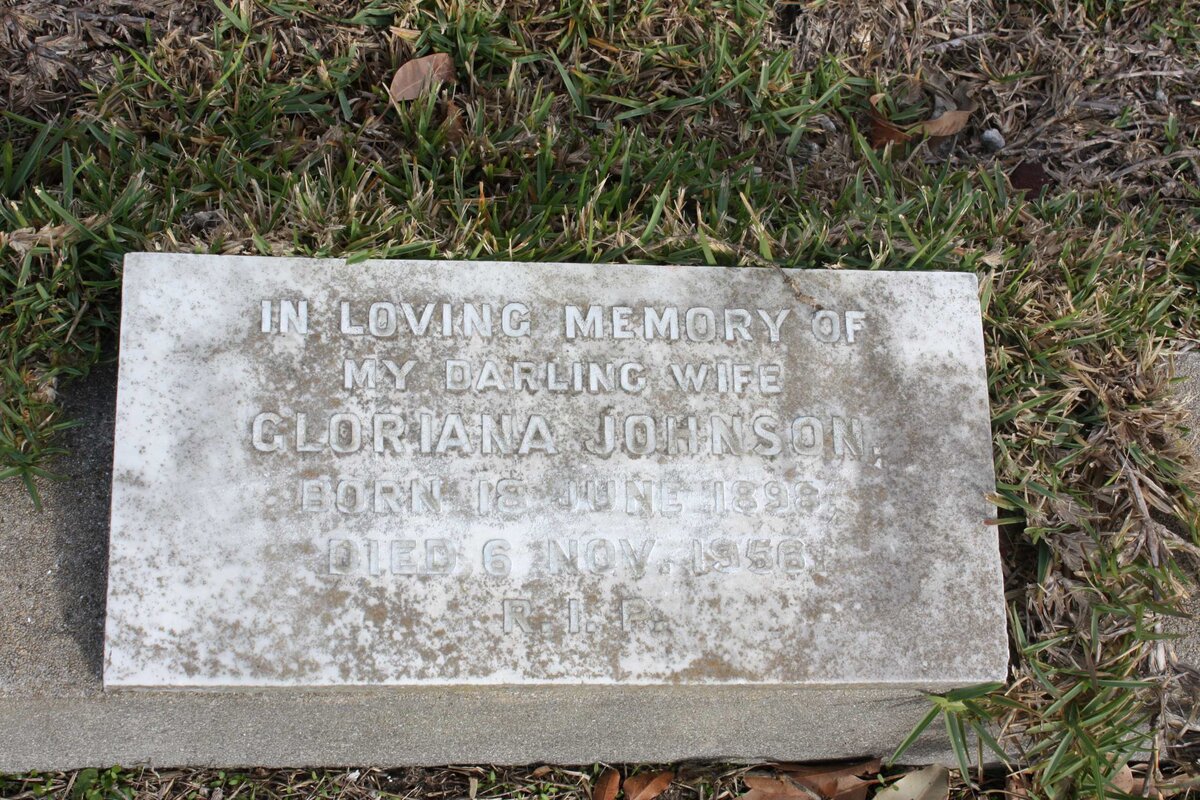 IN LOVING MEMORY OF
MY DARLING WIFE
GLORIANA JOHNSON,
BORN 18 JUNE 1898,
DIED 6 NOV. 1956
R. I. P.